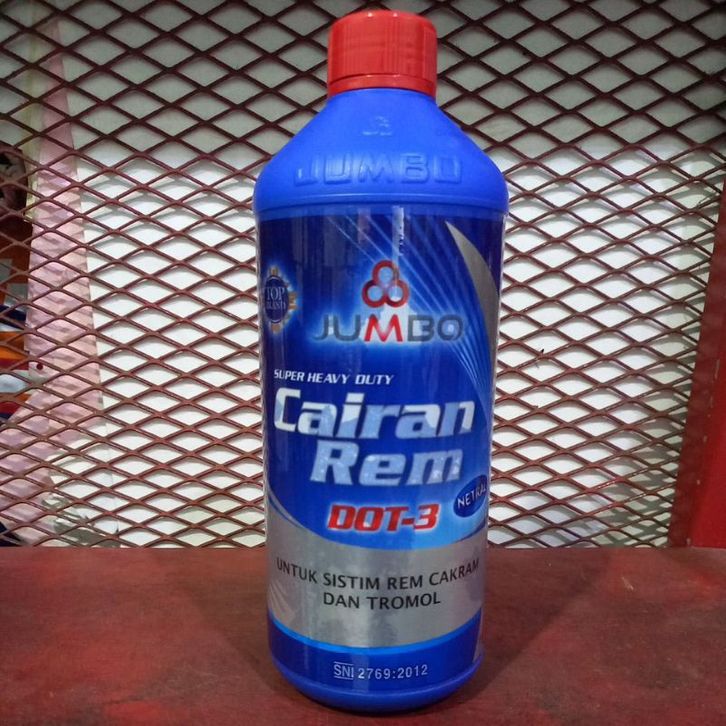 JUMBO
TOP
BRAND
JUMBO
SUPER HEAVY DUTY
Cairan
Rem
DOT-3
NETRAL
UNTUK SISTIM REM CAKRAM
DAN TROMOL
SNI 2769:2012